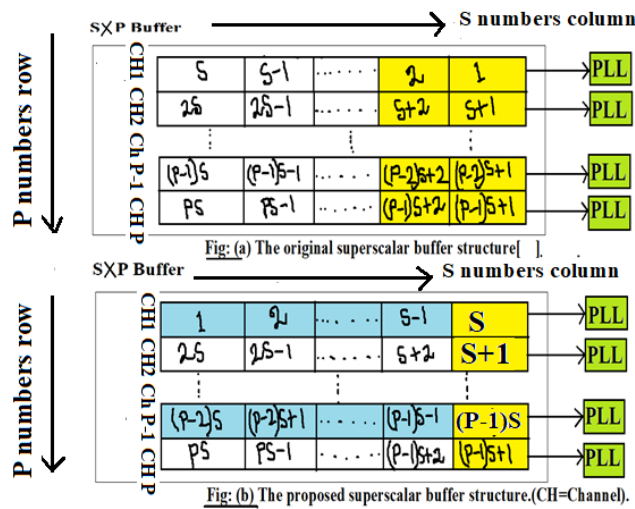 S╳P Buffer S numbers column
P numbers row
CH1 S S-1 ...... 2 1 PLL
CH2 2S 2S-1 ...... S+2 S+1 PLL
Ch P-1 (P-1)S (P-1)S-1 ...... (P-2)S+2 (P-2)S+1 PLL
CH P PS PS-1 ...... (P-1)S+2 (P-1)S+1 PLL
Fig: (a) The original superscalar buffer structure[ ].
S╳P Buffer S numbers column
P numbers row
CH1 1 2 ...... S-1 S PLL
CH2 2S 2S-1 ...... S+2 S+1 PLL
Ch P-1 (P-2)S (P-2)S+1 ...... (P-1)S-1 (P-1)S PLL
CH P PS PS-1 ...... (P-1)S+2 (P-1)S+1 PLL
Fig: (b) The proposed superscalar buffer structure.(CH=Channel).